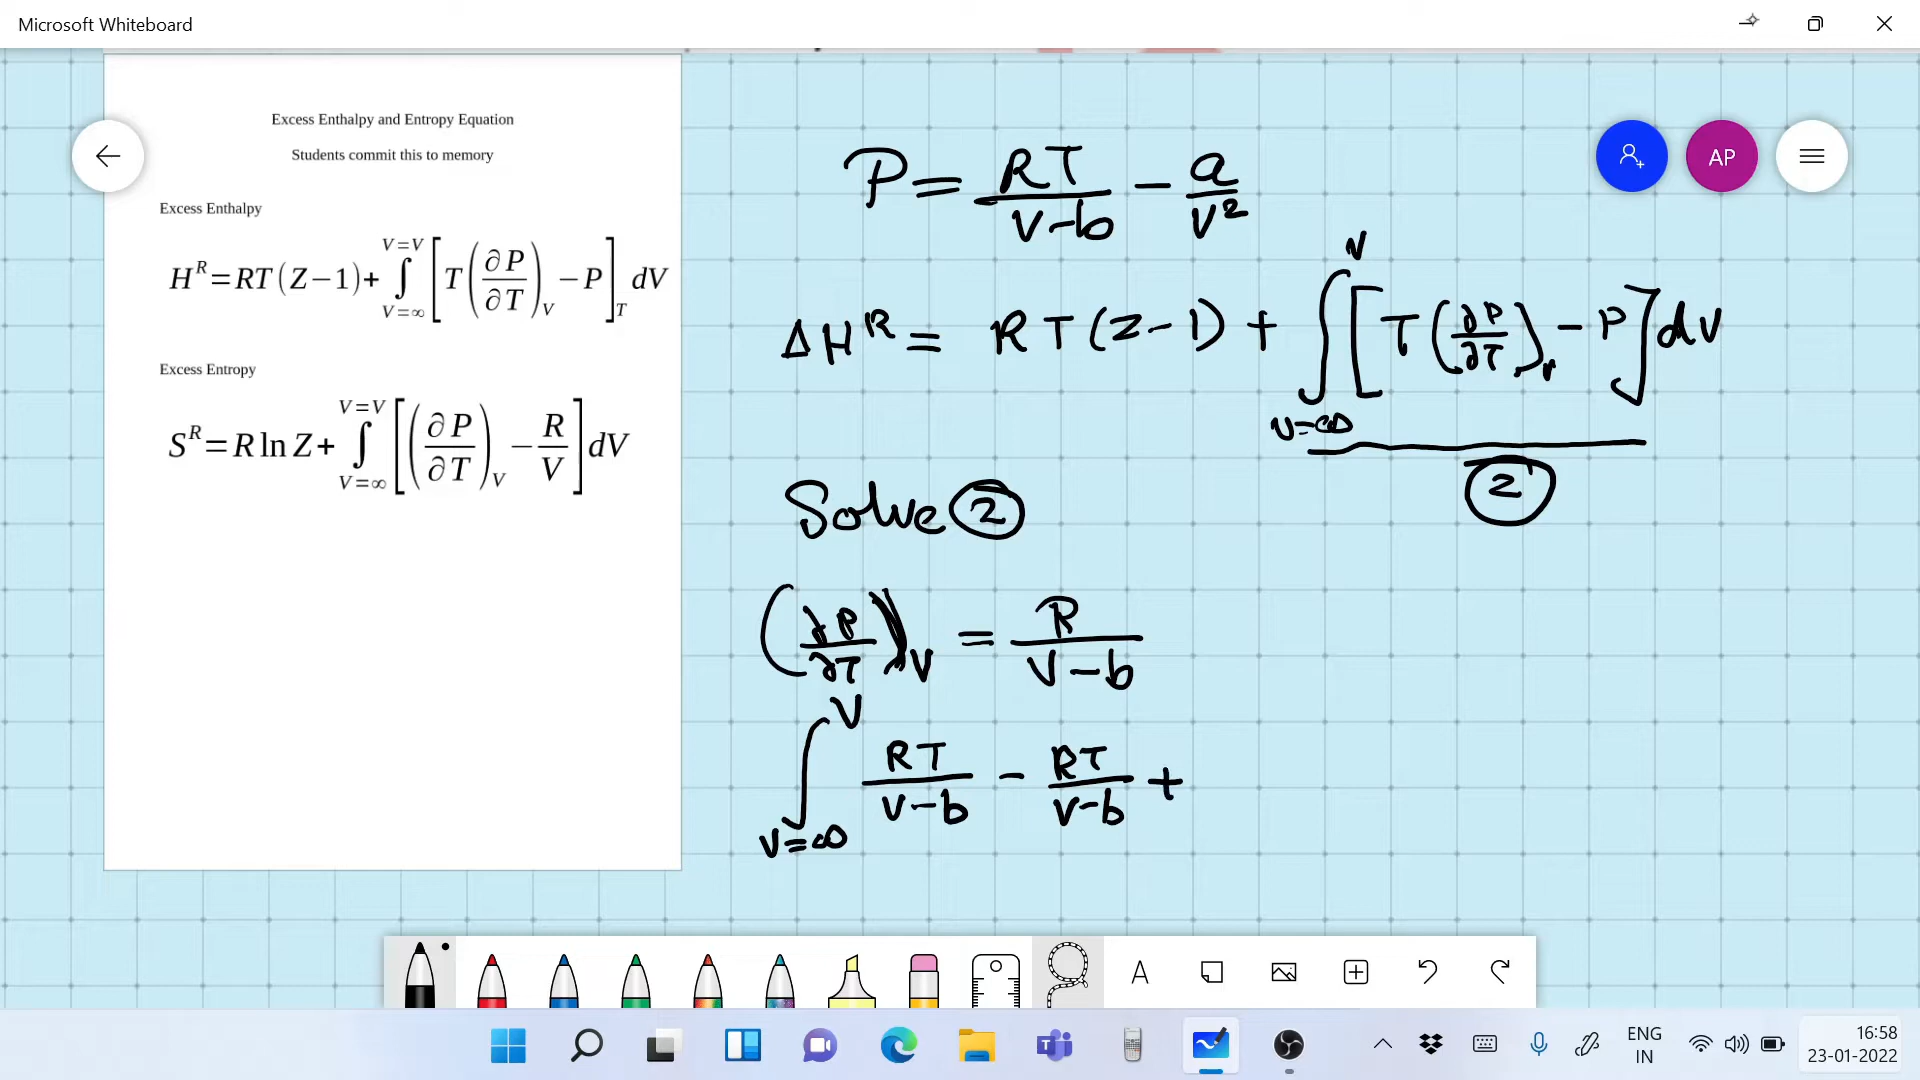 Microsoft Whiteboard
Excess Enthalpy and Entropy Equation
Students commit this to memory
Excess Enthalpy
H^R = RT (Z−1) + ∫_{V=∞}^{V=V} [T (∂P/∂T)_V − P]_T dV
Excess Entropy
S^R = R ln Z + ∫_{V=∞}^{V=V} [(∂P/∂T)_V − R/V] dV
AP
P = RT/(V−b) − a/V²
ΔH^R = RT(Z−1) + ∫_{V=∞}^{V} [T (∂P/∂T)_V − P] dV
②
Solve ②
(∂P/∂T)_V = R/(V−b)
∫_{V=∞}^{V} RT/(V−b) − RT/(V−b) +
A
ENG
IN
16:58
23-01-2022